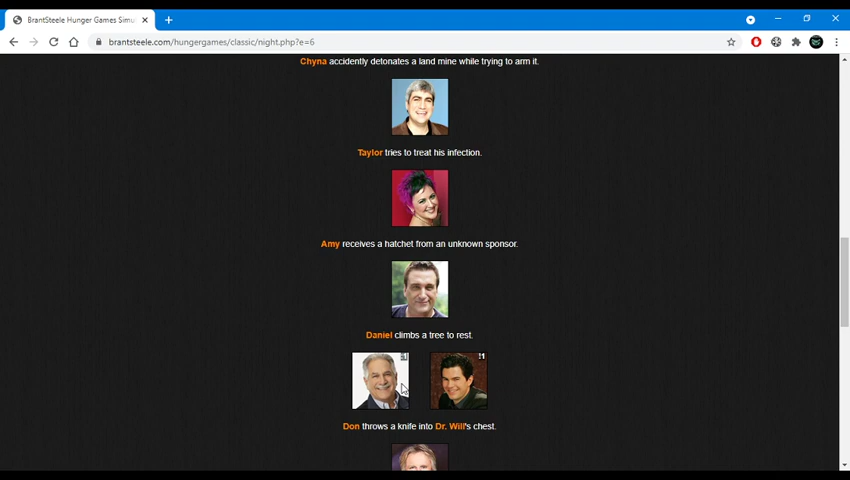 BrantSteele Hunger Games Simu
brantsteele.com/hungergames/classic/night.php?e=6
Chyna accidently detonates a land mine while trying to arm it.
Taylor tries to treat his infection.
Amy receives a hatchet from an unknown sponsor.
Daniel climbs a tree to rest.
Don throws a knife into Dr. Will's chest.